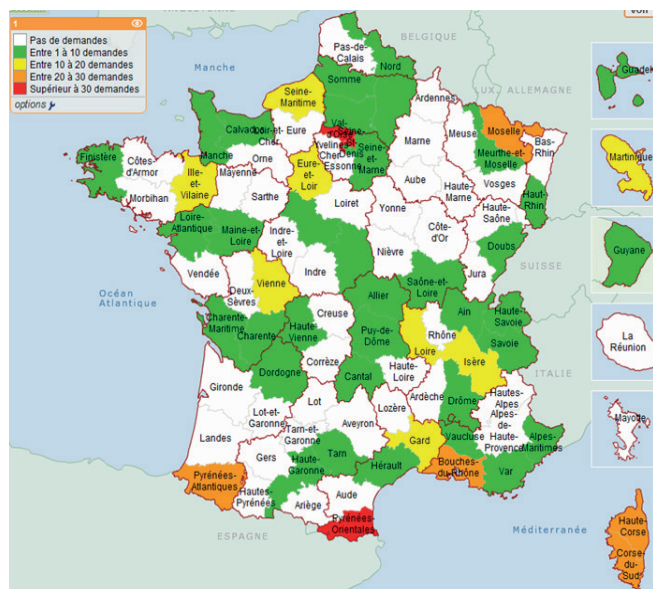 1
Pas de demandes
Entre 1 à 10 demandes
Entre 10 à 20 demandes
Entre 20 à 30 demandes
Supérieur à 30 demandes
options
BELGIQUE
Manche
LUX.
ALLEMAGNE
SUISSE
ITALIE
ESPAGNE
Océan
Atlantique
Méditerranée
Pas-de-
Calais
Nord
Somme
Seine-
Maritime
Ardennes
Calvados
Loir-et-
Cher
Eure
Val-
Yvelines
Denis
Cher
Essonne
Seine-
et-
Marne
Meuse
Moselle
Bas-
Rhin
Meurthe-et-
Moselle
Marne
Manche
Orne
Finistère
Côtes-
d'Armor
Ille-
et-
Vilaine
Mayenne
Eure-
et-Loir
Aube
Haute-
Marne
Vosges
Haut-
Rhin
Morbihan
Sarthe
Loiret
Yonne
Haute-
Saône
Loire-
Atlantique
Maine-et-
Loire
Indre-
et-
Loire
Côte-
d'Or
Doubs
Nièvre
Vendée
Deux-
Sèvres
Vienne
Indre
Jura
Allier
Saône-et-
Loire
Charente-
Maritime
Charente
Haute-
Vienne
Creuse
Puy-de-
Dôme
Loire
Rhône
Ain
Haute-
Savoie
Savoie
Corrèze
Isère
Dordogne
Cantal
Haute-
Loire
Gironde
Lot
Ardèche
Drôme
Hautes-
Alpes
Lot-et-
Garonne
Aveyron
Lozère
Alpes-
de-
Haute-
Provence
Landes
Tarn-et-
Garonne
Gard
Vaucluse
Alpes-
Maritimes
Gers
Haute-
Garonne
Tarn
Hérault
Bouches-
du-Rhône
Var
Pyrénées-
Atlantiques
Hautes-
Pyrénées
Ariège
Aude
Pyrénées-
Orientales
Martinique
Guyane
La
Réunion
Mayotte
Haute-
Corse
Corse-
du-
Sud